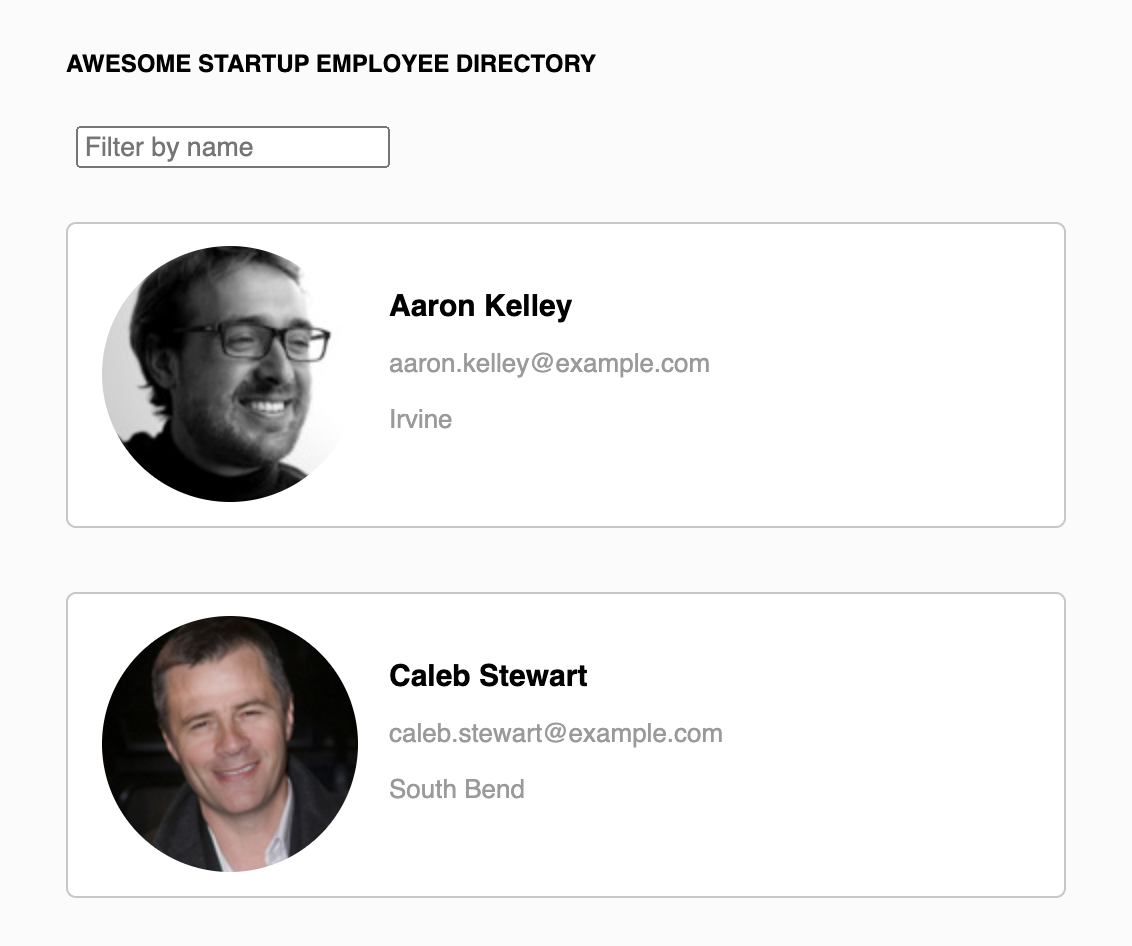 AWESOME STARTUP EMPLOYEE DIRECTORY
Filter by name
Aaron Kelley
aaron.kelley@example.com
Irvine
Caleb Stewart
caleb.stewart@example.com
South Bend